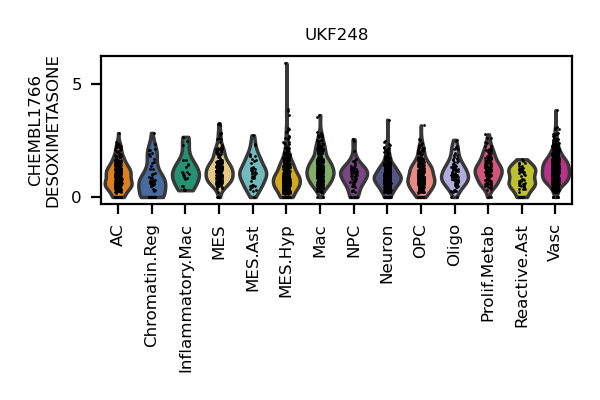 UKF248
CHEMBL1766
DESOXIMETASONE
5
0
AC
Chromatin.Reg
Inflammatory.Mac
MES
MES.Ast
MES.Hyp
Mac
NPC
Neuron
OPC
Oligo
Prolif.Metab
Reactive.Ast
Vasc